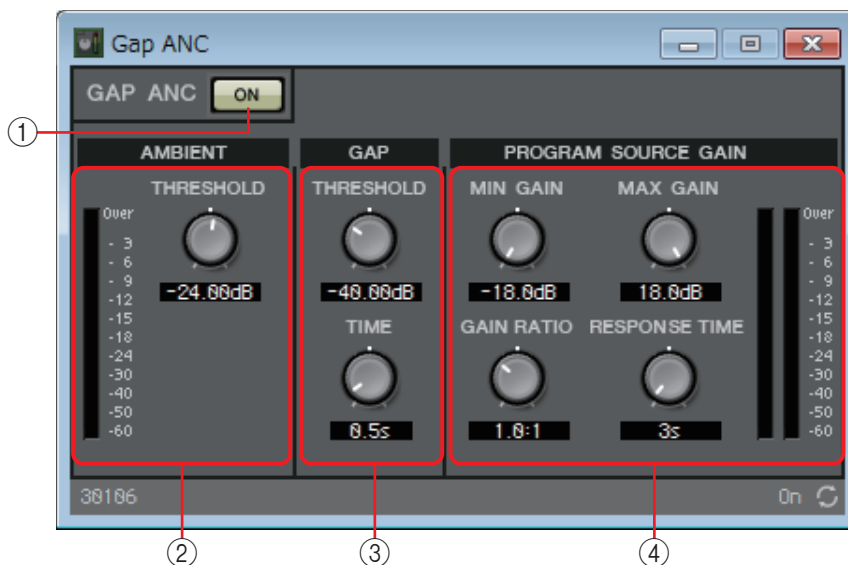 Gap ANC
GAP ANC ON
①
AMBIENT GAP PROGRAM SOURCE GAIN
THRESHOLD THRESHOLD MIN GAIN MAX GAIN
Over Over
- 3 - 3
- 6 - 6
- 9 - 9
-12 -12
-24.00dB -40.00dB -18.0dB 18.0dB
-15 -15
TIME GAIN RATIO RESPONSE TIME
-18 -18
-24 -24
-30 -30
-40 -40
-50 -50
-60 -60
0.5s 1.0:1 3s
30106 On
② ③ ④